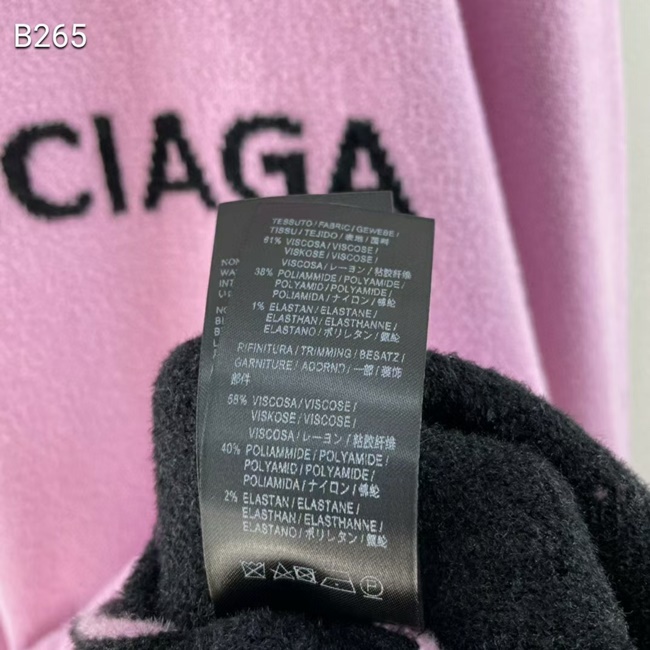 B265
CIAGA
TESSUTO / FABRIC / GEWEBE /
TISSU / TEJIDO / 表地 / 面料
61% VISCOSA / VISCOSE /
VISKOSE / VISCOSE /
VISCOSA / レーヨン / 粘胶纤维
38% POLIAMMIDE / POLYAMIDE /
POLYAMID / POLYAMIDE /
POLIAMIDA / ナイロン / 锦纶
1% ELASTAN / ELASTANE /
ELASTHAN / ELASTHANNE /
ELASTANO / ポリレタン / 氨纶
RIFINITURA / TRIMMING / BESATZ /
GARNITURE / ADORNO / 一部 / 装饰
部件
58% VISCOSA / VISCOSE /
VISKOSE / VISCOSE /
VISCOSA / レーヨン / 粘胶纤维
40% POLIAMMIDE / POLYAMIDE /
POLYAMID / POLYAMIDE /
POLIAMIDA / ナイロン / 锦纶
2% ELASTAN / ELASTANE /
ELASTHAN / ELASTHANNE /
ELASTANO / ポリレタン / 氨纶